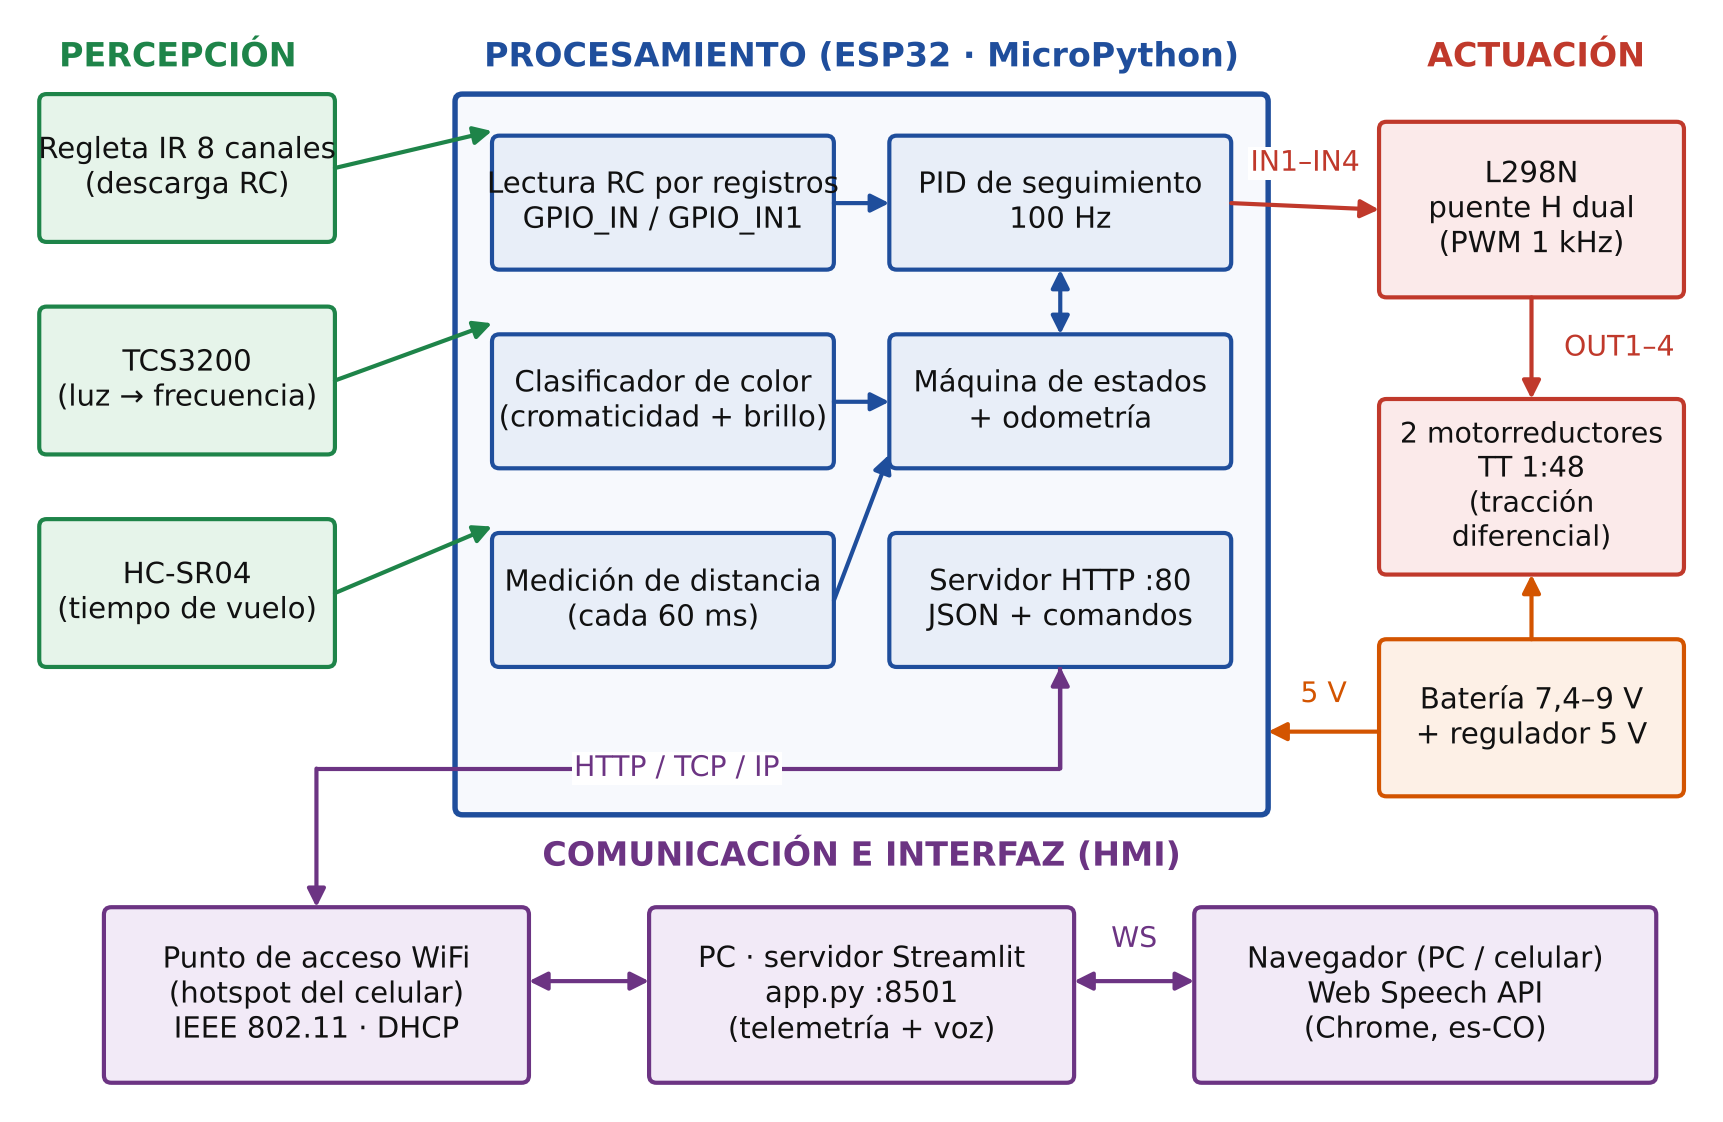 PERCEPCIÓN
Regleta IR 8 canales
(descarga RC)
TCS3200
(luz → frecuencia)
HC-SR04
(tiempo de vuelo)
PROCESAMIENTO (ESP32 · MicroPython)
Lectura RC por registros
GPIO_IN / GPIO_IN1
PID de seguimiento
100 Hz
Clasificador de color
(cromaticidad + brillo)
Máquina de estados
+ odometría
Medición de distancia
(cada 60 ms)
Servidor HTTP :80
JSON + comandos
HTTP / TCP / IP
ACTUACIÓN
IN1–IN4
L298N
puente H dual
(PWM 1 kHz)
OUT1–4
2 motorreductores
TT 1:48
(tracción
diferencial)
5 V
Batería 7,4–9 V
+ regulador 5 V
COMUNICACIÓN E INTERFAZ (HMI)
Punto de acceso WiFi
(hotspot del celular)
IEEE 802.11 · DHCP
PC · servidor Streamlit
app.py :8501
(telemetría + voz)
WS
Navegador (PC / celular)
Web Speech API
(Chrome, es-CO)